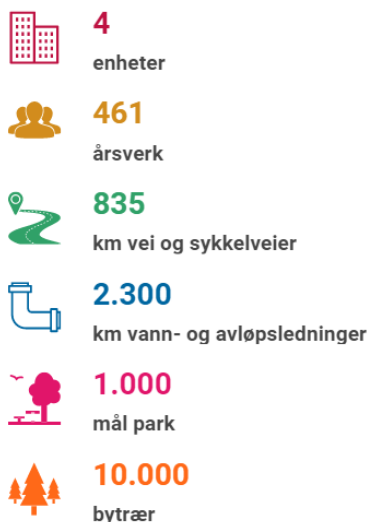 4
enheter
461
årsverk
835
km vei og sykkelveier
2.300
km vann- og avløpsledninger
1.000
mål park
10.000
bytrær